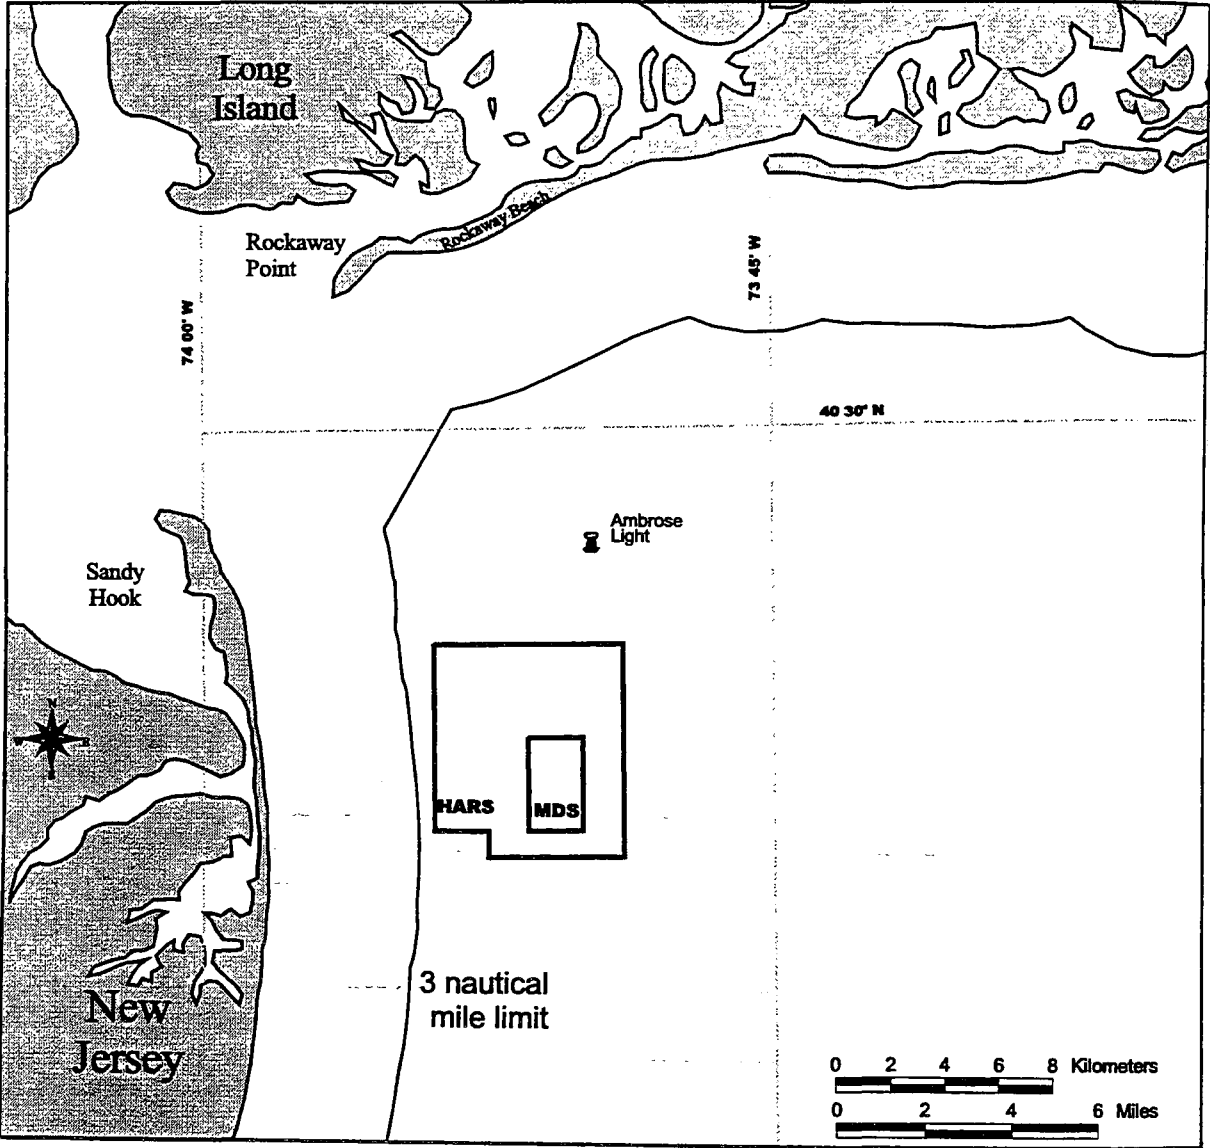 Long
Island
Rockaway Beach
Rockaway
Point
73 45' W
74 00' W
40 30' N
Ambrose
Light
Sandy
Hook
N
HARS
MDS
3 nautical
mile limit
New
Jersey
0 2 4 6 8 Kilometers
0 2 4 6 Miles